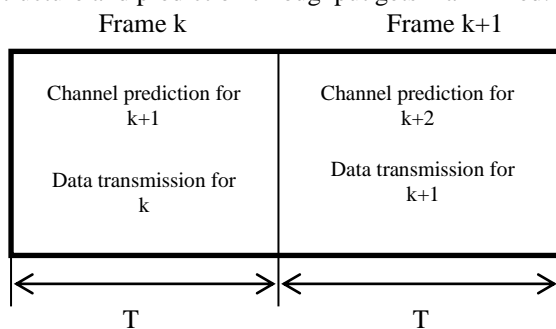 Frame k Frame k+1
Channel prediction for
k+1
Data transmission for
k
Channel prediction for
k+2
Data transmission for
k+1
T T